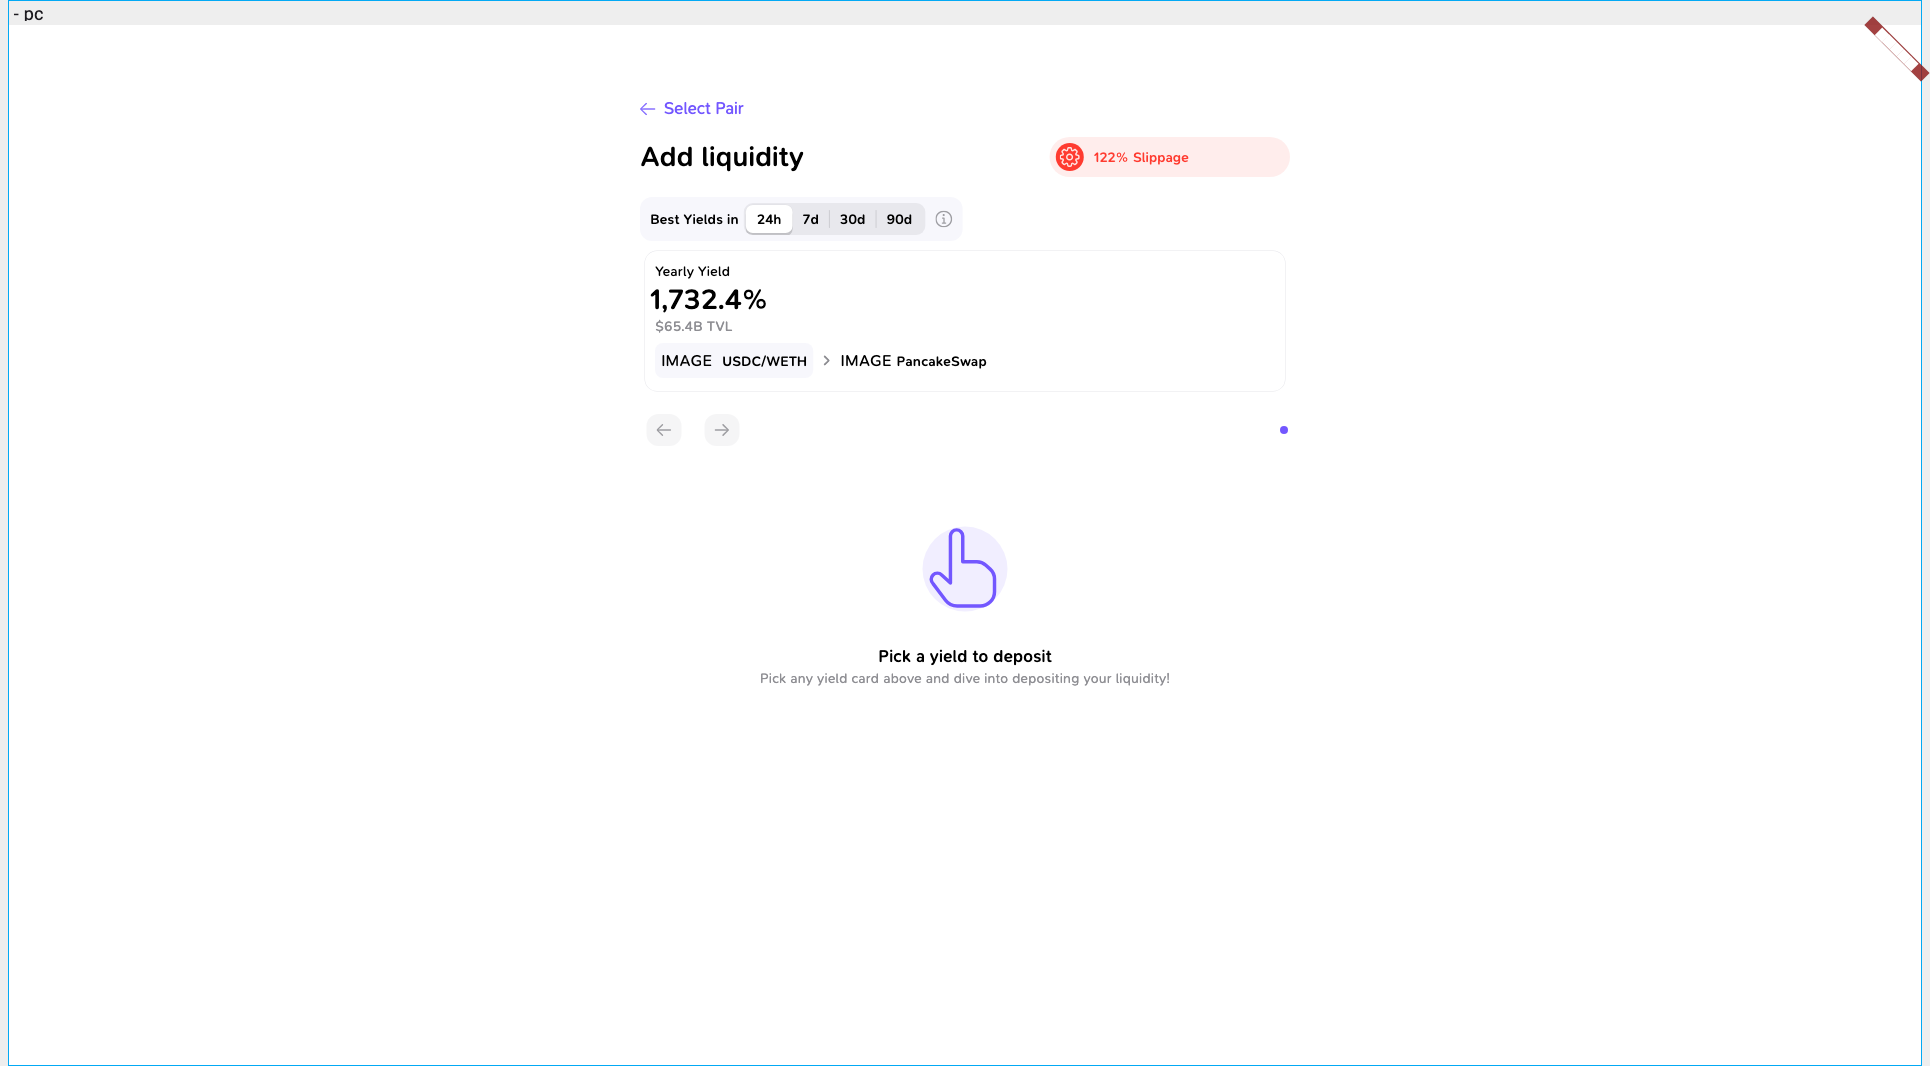 - pc
Select Pair
Add liquidity
122% Slippage
Best Yields in 24h 7d 30d 90d
Yearly Yield
1,732.4%
$65.4B TVL
IMAGE USDC/WETH > IMAGE PancakeSwap
Pick a yield to deposit
Pick any yield card above and dive into depositing your liquidity!